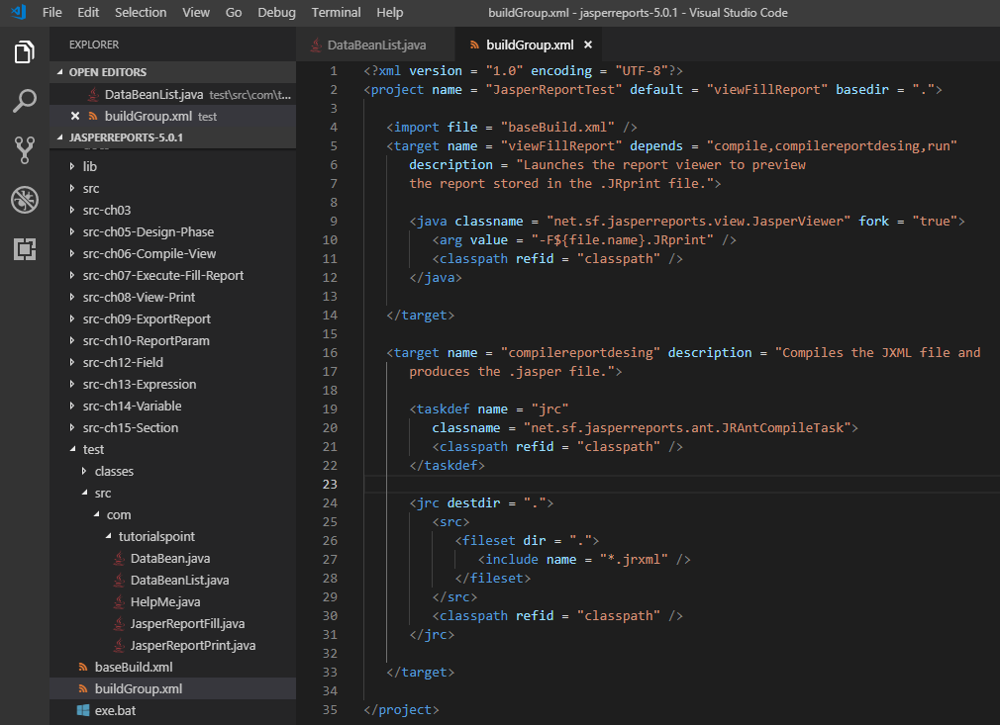 File Edit Selection View Go Debug Terminal Help buildGroup.xml - jasperreports-5.0.1 - Visual Studio Code
EXPLORER
OPEN EDITORS
DataBeanList.java test\src\com\t...
buildGroup.xml test
JASPERREPORTS-5.0.1
lib
src
src-ch03
src-ch05-Design-Phase
src-ch06-Compile-View
src-ch07-Execute-Fill-Report
src-ch08-View-Print
src-ch09-ExportReport
src-ch10-ReportParam
src-ch12-Field
src-ch13-Expression
src-ch14-Variable
src-ch15-Section
test
classes
src
com
tutorialspoint
DataBean.java
DataBeanList.java
HelpMe.java
JasperReportFill.java
JasperReportPrint.java
baseBuild.xml
buildGroup.xml
exe.bat
DataBeanList.java buildGroup.xml
1 <?xml version = "1.0" encoding = "UTF-8"?>
2 <project name = "JasperReportTest" default = "viewFillReport" basedir = ".">
3
4 <import file = "baseBuild.xml" />
5 <target name = "viewFillReport" depends = "compile,compilereportdesing,run"
6 description = "Launches the report viewer to preview
7 the report stored in the .JRprint file.">
8
9 <java classname = "net.sf.jasperreports.view.JasperViewer" fork = "true">
10 <arg value = "-F${file.name}.JRprint" />
11 <classpath refid = "classpath" />
12 </java>
13
14 </target>
15
16 <target name = "compilereportdesing" description = "Compiles the JXML file and
17 produces the .jasper file.">
18
19 <taskdef name = "jrc"
20 classname = "net.sf.jasperreports.ant.JRAntCompileTask">
21 <classpath refid = "classpath" />
22 </taskdef>
23
24 <jrc destdir = ".">
25 <src>
26 <fileset dir = ".">
27 <include name = "*.jrxml" />
28 </fileset>
29 </src>
30 <classpath refid = "classpath" />
31 </jrc>
32
33 </target>
34
35 </project>